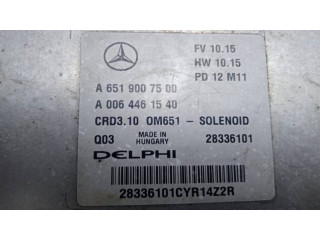 FV 10.15
HW 10.15
PD 12 M11
A 651 900 75 00
A 006 446 15 40
CRD3.10 OM651 - SOLENOID
Q03 MADE IN HUNGARY 28336101
DELPHI
28336101CYR14Z2R